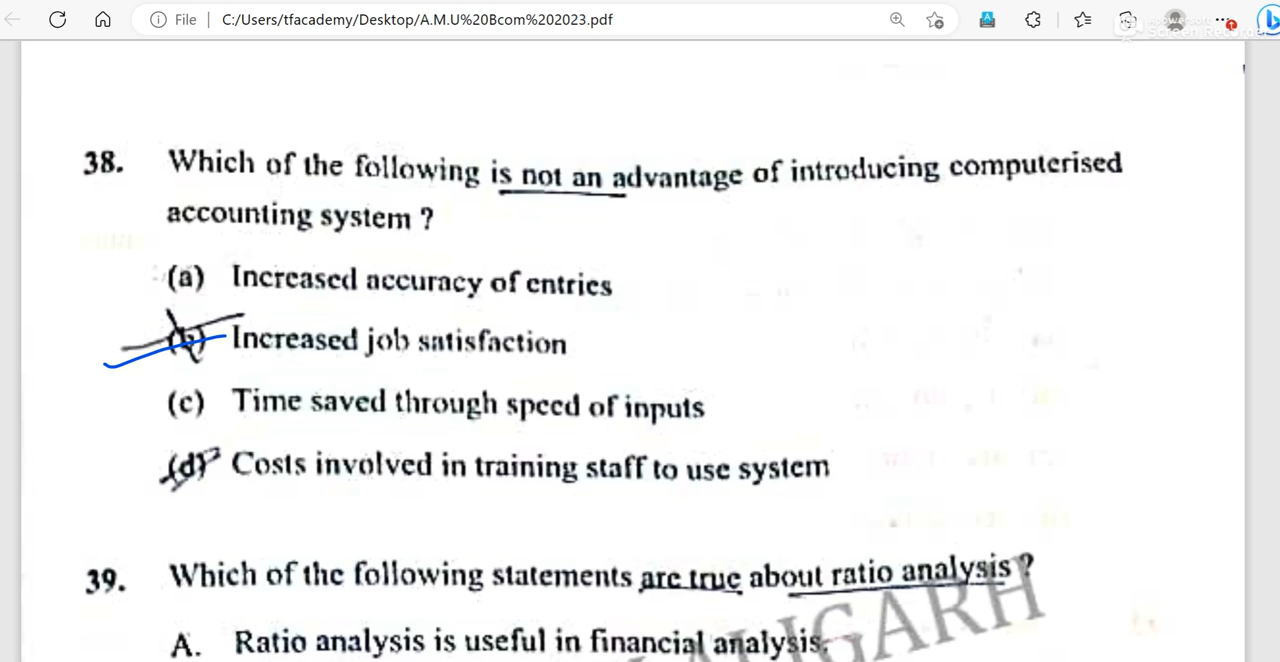 File | C:/Users/tfacademy/Desktop/A.M.U%20Bcom%202023.pdf
38. Which of the following is not an advantage of introducing computerised
accounting system ?
(a) Increased accuracy of entries
(b) Increased job satisfaction
(c) Time saved through speed of inputs
(d) Costs involved in training staff to use system
39. Which of the following statements are true about ratio analysis ?
A. Ratio analysis is useful in financial analysis.